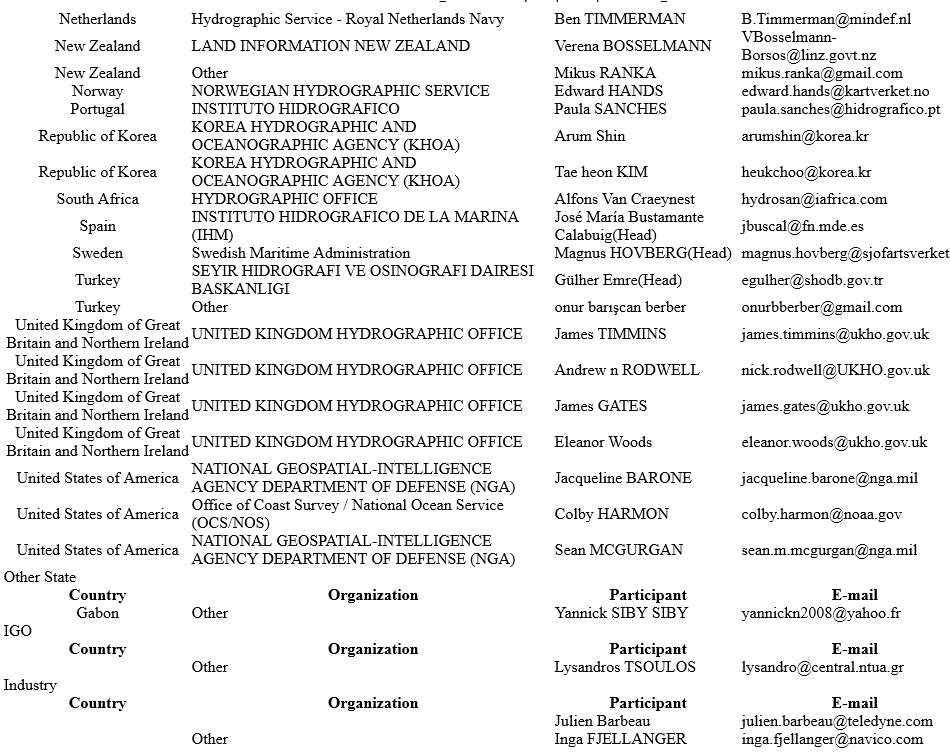 Netherlands Hydrographic Service - Royal Netherlands Navy Ben TIMMERMAN B.Timmerman@mindef.nl
New Zealand LAND INFORMATION NEW ZEALAND Verena BOSSELMANN VBosselmann-
Borsos@linz.govt.nz
New Zealand Other Mikus RANKA mikus.ranka@gmail.com
Norway NORWEGIAN HYDROGRAPHIC SERVICE Edward HANDS edward.hands@kartverket.no
Portugal INSTITUTO HIDROGRAFICO Paula SANCHES paula.sanches@hidrografico.pt
Republic of Korea KOREA HYDROGRAPHIC AND
OCEANOGRAPHIC AGENCY (KHOA) Arum Shin arumshin@korea.kr
Republic of Korea KOREA HYDROGRAPHIC AND
OCEANOGRAPHIC AGENCY (KHOA) Tae heon KIM heukchoo@korea.kr
South Africa HYDROGRAPHIC OFFICE Alfons Van Craeynest hydrosan@iafrica.com
Spain INSTITUTO HIDROGRAFICO DE LA MARINA
(IHM) José María Bustamante
Calabuig(Head) jbuscal@fn.mde.es
Sweden Swedish Maritime Administration Magnus HOVBERG(Head) magnus.hovberg@sjofartsverket
Turkey SEYIR HIDROGRAFI VE OSINOGRAFI DAIRESI
BASKANLIGI Gülher Emre(Head) egulher@shodb.gov.tr
Turkey Other onur barışcan berber onurbberber@gmail.com
United Kingdom of Great
Britain and Northern Ireland UNITED KINGDOM HYDROGRAPHIC OFFICE James TIMMINS james.timmins@ukho.gov.uk
United Kingdom of Great
Britain and Northern Ireland UNITED KINGDOM HYDROGRAPHIC OFFICE Andrew n RODWELL nick.rodwell@UKHO.gov.uk
United Kingdom of Great
Britain and Northern Ireland UNITED KINGDOM HYDROGRAPHIC OFFICE James GATES james.gates@ukho.gov.uk
United Kingdom of Great
Britain and Northern Ireland UNITED KINGDOM HYDROGRAPHIC OFFICE Eleanor Woods eleanor.woods@ukho.gov.uk
United States of America NATIONAL GEOSPATIAL-INTELLIGENCE
AGENCY DEPARTMENT OF DEFENSE (NGA) Jacqueline BARONE jacqueline.barone@nga.mil
United States of America Office of Coast Survey / National Ocean Service
(OCS/NOS) Colby HARMON colby.harmon@noaa.gov
United States of America NATIONAL GEOSPATIAL-INTELLIGENCE
AGENCY DEPARTMENT OF DEFENSE (NGA) Sean MCGURGAN sean.m.mcgurgan@nga.mil
Other State
Country Organization Participant E-mail
Gabon Other Yannick SIBY SIBY yannickn2008@yahoo.fr
IGO
Country Organization Participant E-mail
Other Lysandros TSOULOS lysandro@central.ntua.gr
Industry
Country Organization Participant E-mail
Julien Barbeau julien.barbeau@teledyne.com
Other Inga FJELLANGER inga.fjellanger@navico.com